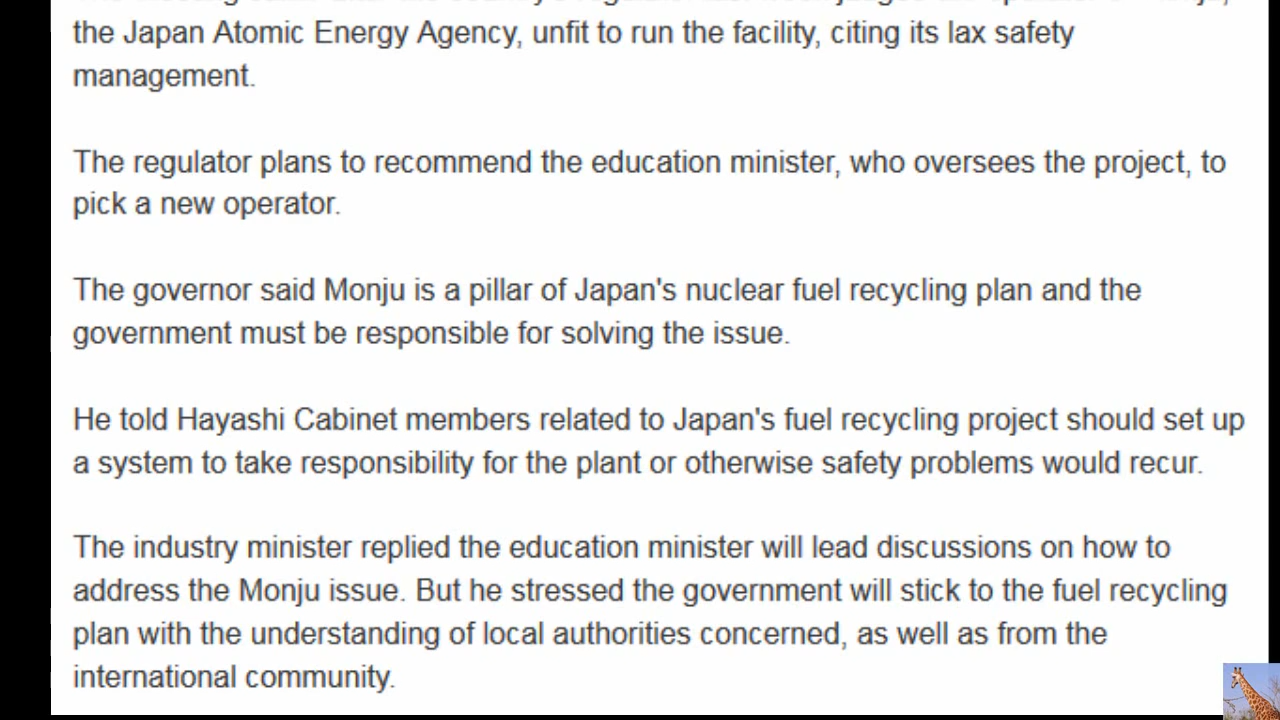 the Japan Atomic Energy Agency, unfit to run the facility, citing its lax safety
management.
The regulator plans to recommend the education minister, who oversees the project, to
pick a new operator.
The governor said Monju is a pillar of Japan's nuclear fuel recycling plan and the
government must be responsible for solving the issue.
He told Hayashi Cabinet members related to Japan's fuel recycling project should set up
a system to take responsibility for the plant or otherwise safety problems would recur.
The industry minister replied the education minister will lead discussions on how to
address the Monju issue. But he stressed the government will stick to the fuel recycling
plan with the understanding of local authorities concerned, as well as from the
international community.